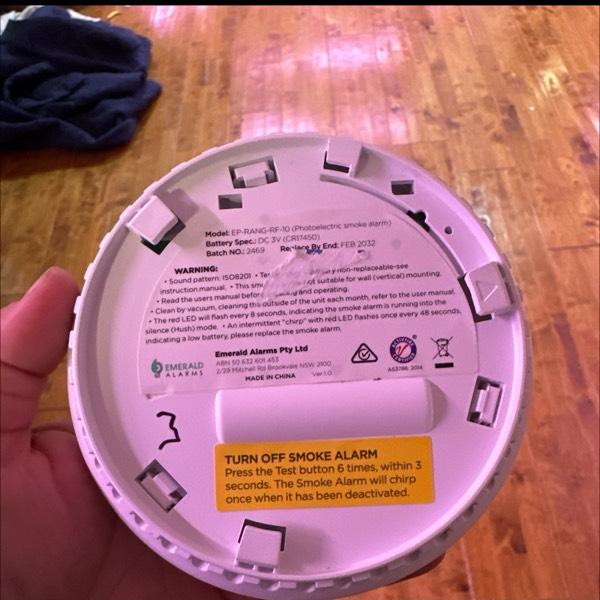 Model: EP-RANG-RF-10 (Photoelectric smoke alarm)
Battery Spec.: DC 3V (CR17450)
Batch NO.: 2469 Replace By End: FEB 2032
WARNING:
• Sound pattern: ISO8201 • non-replaceable-see
instruction manual. • This not suitable for wall (vertical) mounting.
• Read the users manual before and operating.
• Clean by vacuum, cleaning the outside of the unit each month, refer to the user manual.
• The red LED will flash every 8 seconds, indicating the smoke alarm is running into the
silence (Hush) mode. • An intermittent "chirp" with red LED flashes once every 48 seconds,
indicating a low battery, please replace the smoke alarm.
EMERALD
ALARMS
Emerald Alarms Pty Ltd
ABN 50 632 601 453
2/28 Mitchell Rd Brookvale NSW 2100
MADE IN CHINA Ver 1.0
AS3786: 2014
TURN OFF SMOKE ALARM
Press the Test button 6 times, within 3
seconds. The Smoke Alarm will chirp
once when it has been deactivated.